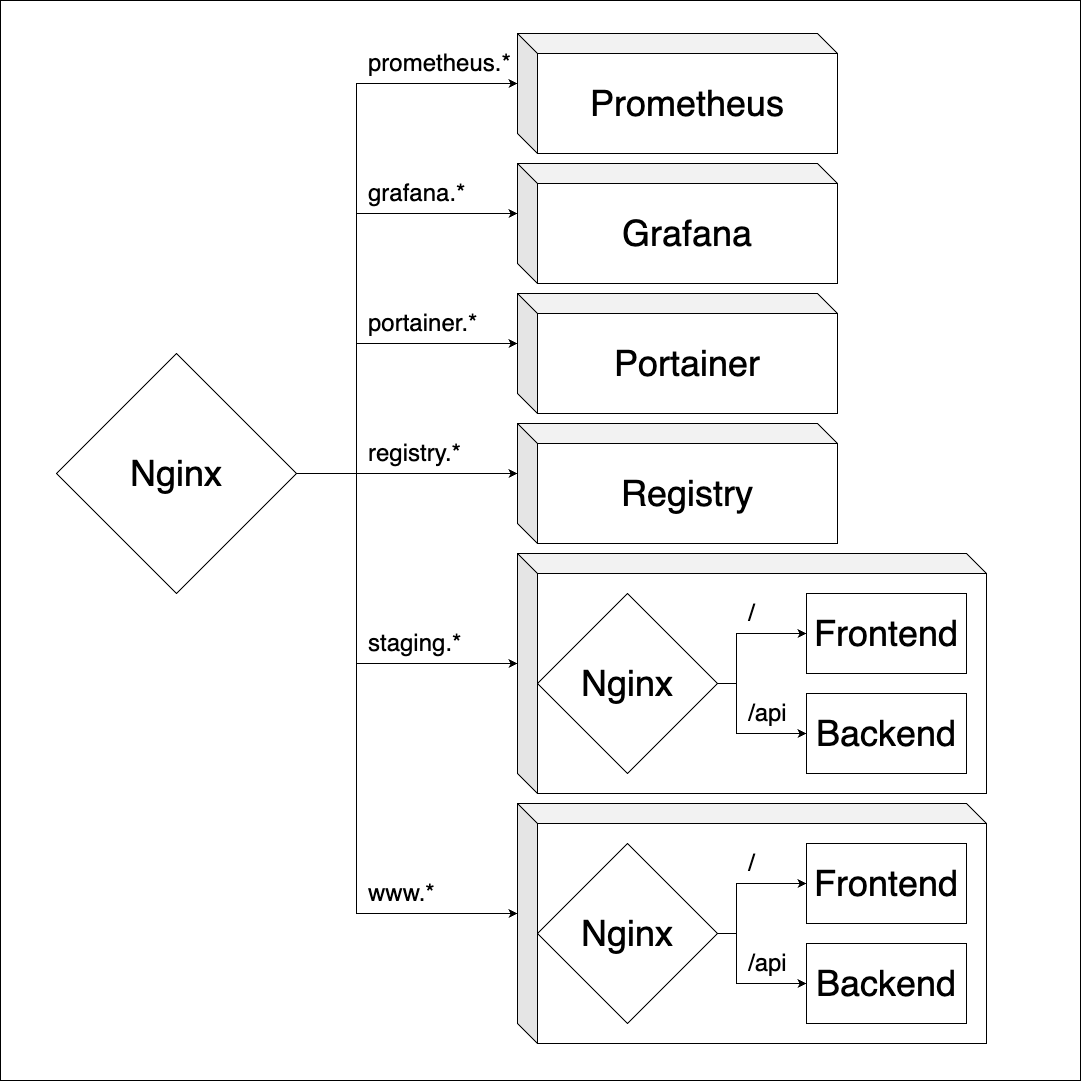 prometheus.*
Prometheus
grafana.*
Grafana
portainer.*
Portainer
Nginx
registry.*
Registry
staging.*
Nginx
/
Frontend
/api
Backend
www.*
Nginx
/
Frontend
/api
Backend